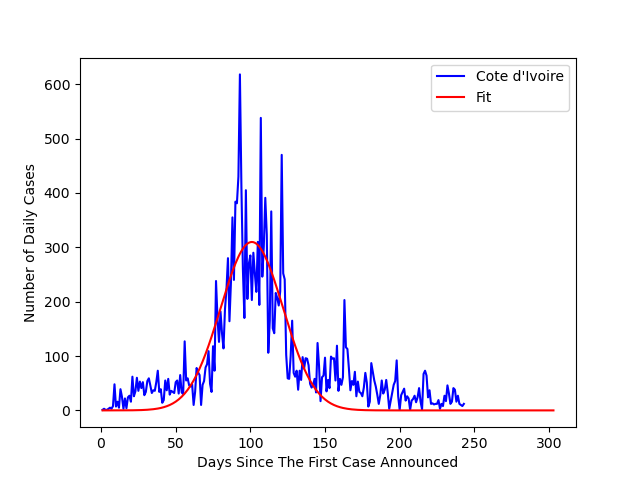 Cote d'Ivoire
Fit
600
500
400
300
200
100
0
Number of Daily Cases
0 50 100 150 200 250 300
Days Since The First Case Announced